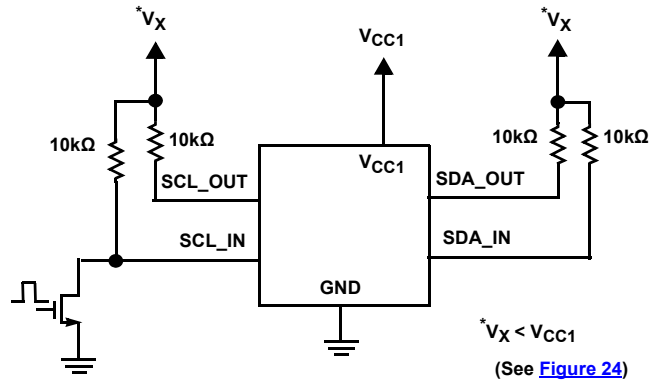 *VX
VCC1
*VX
10kΩ
10kΩ
10kΩ
10kΩ
VCC1
SCL_OUT
SDA_OUT
SCL_IN
SDA_IN
GND
*VX < VCC1
(See Figure 24)